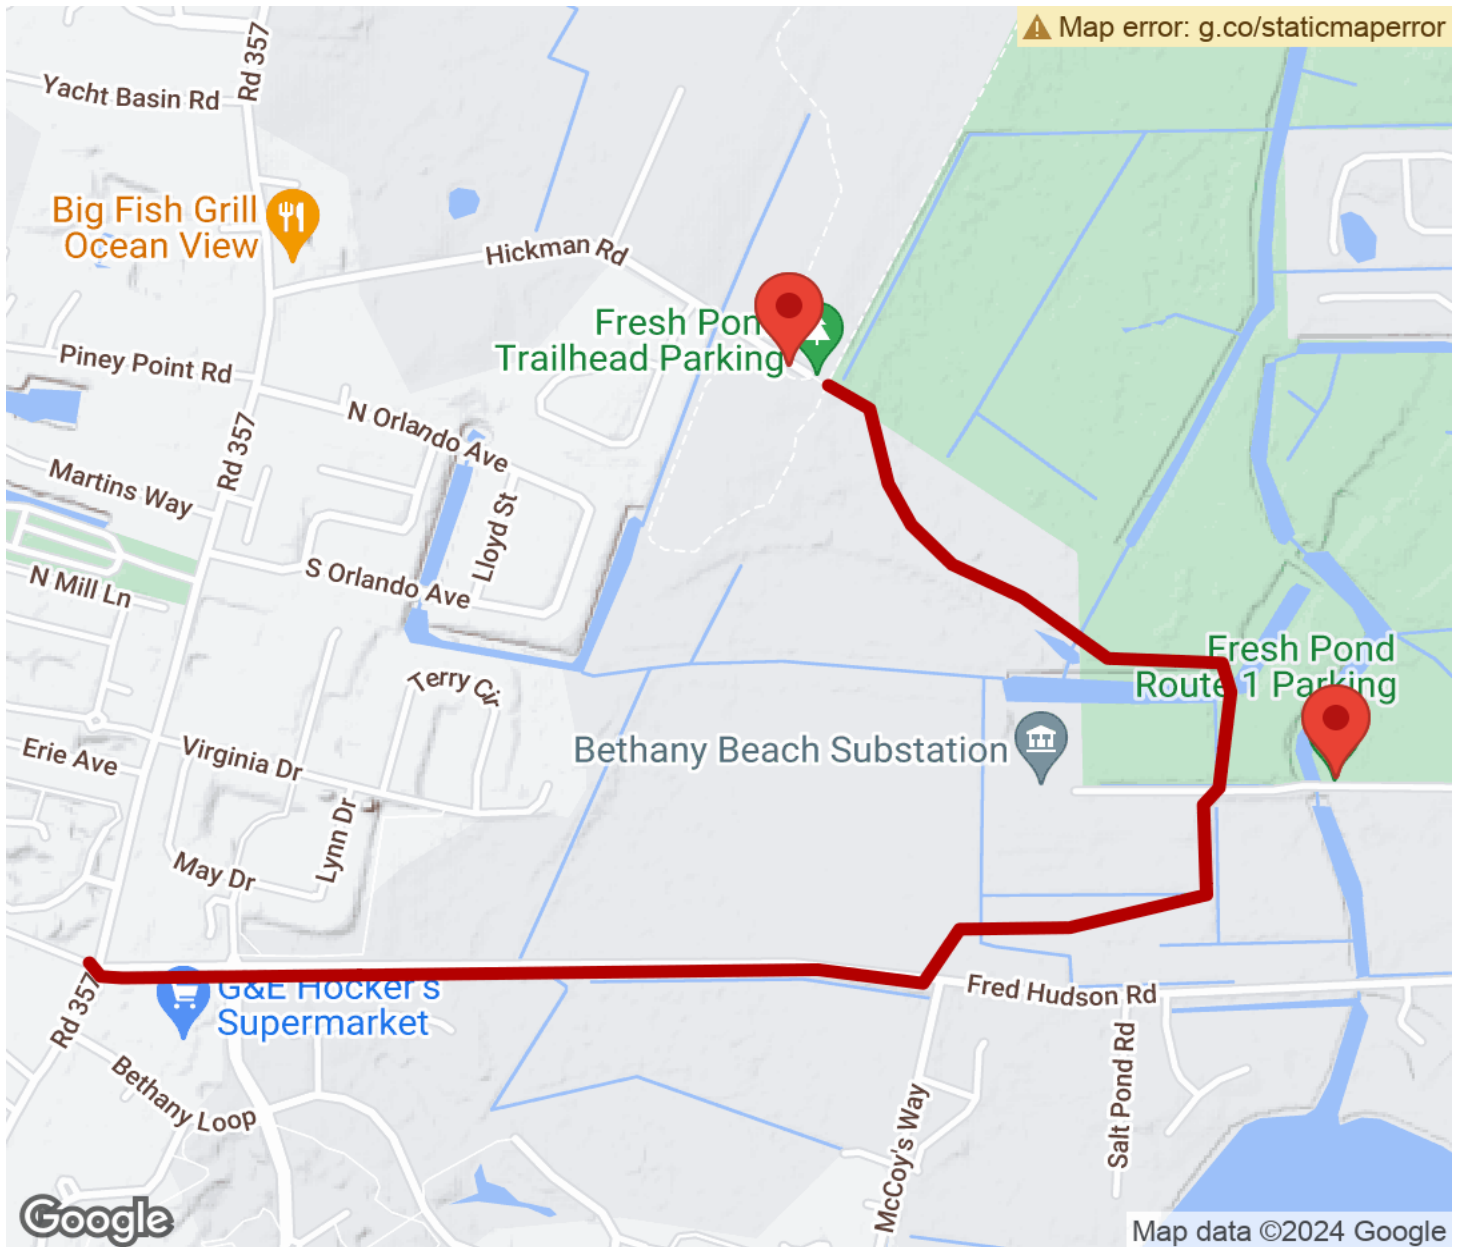 Map error: g.co/staticmaperror
Rd 357
Yacht Basin Rd
Big Fish Grill
Ocean View
Hickman Rd
Fresh Pon
Trailhead Parking
Piney Point Rd
N Orlando Ave
Rd 357
Martins Way
Lloyd St
N Mill Ln
S Orlando Ave
Fresh Pond
Route 1 Parking
Terry Cir
Bethany Beach Substation
Erie Ave
Virginia Dr
Lynn Dr
May Dr
G&E Hocker's
Supermarket
Fred Hudson Rd
Rd 357
Bethany Loop
McCoy's Way
Salt Pond Rd
Google
Map data ©2024 Google